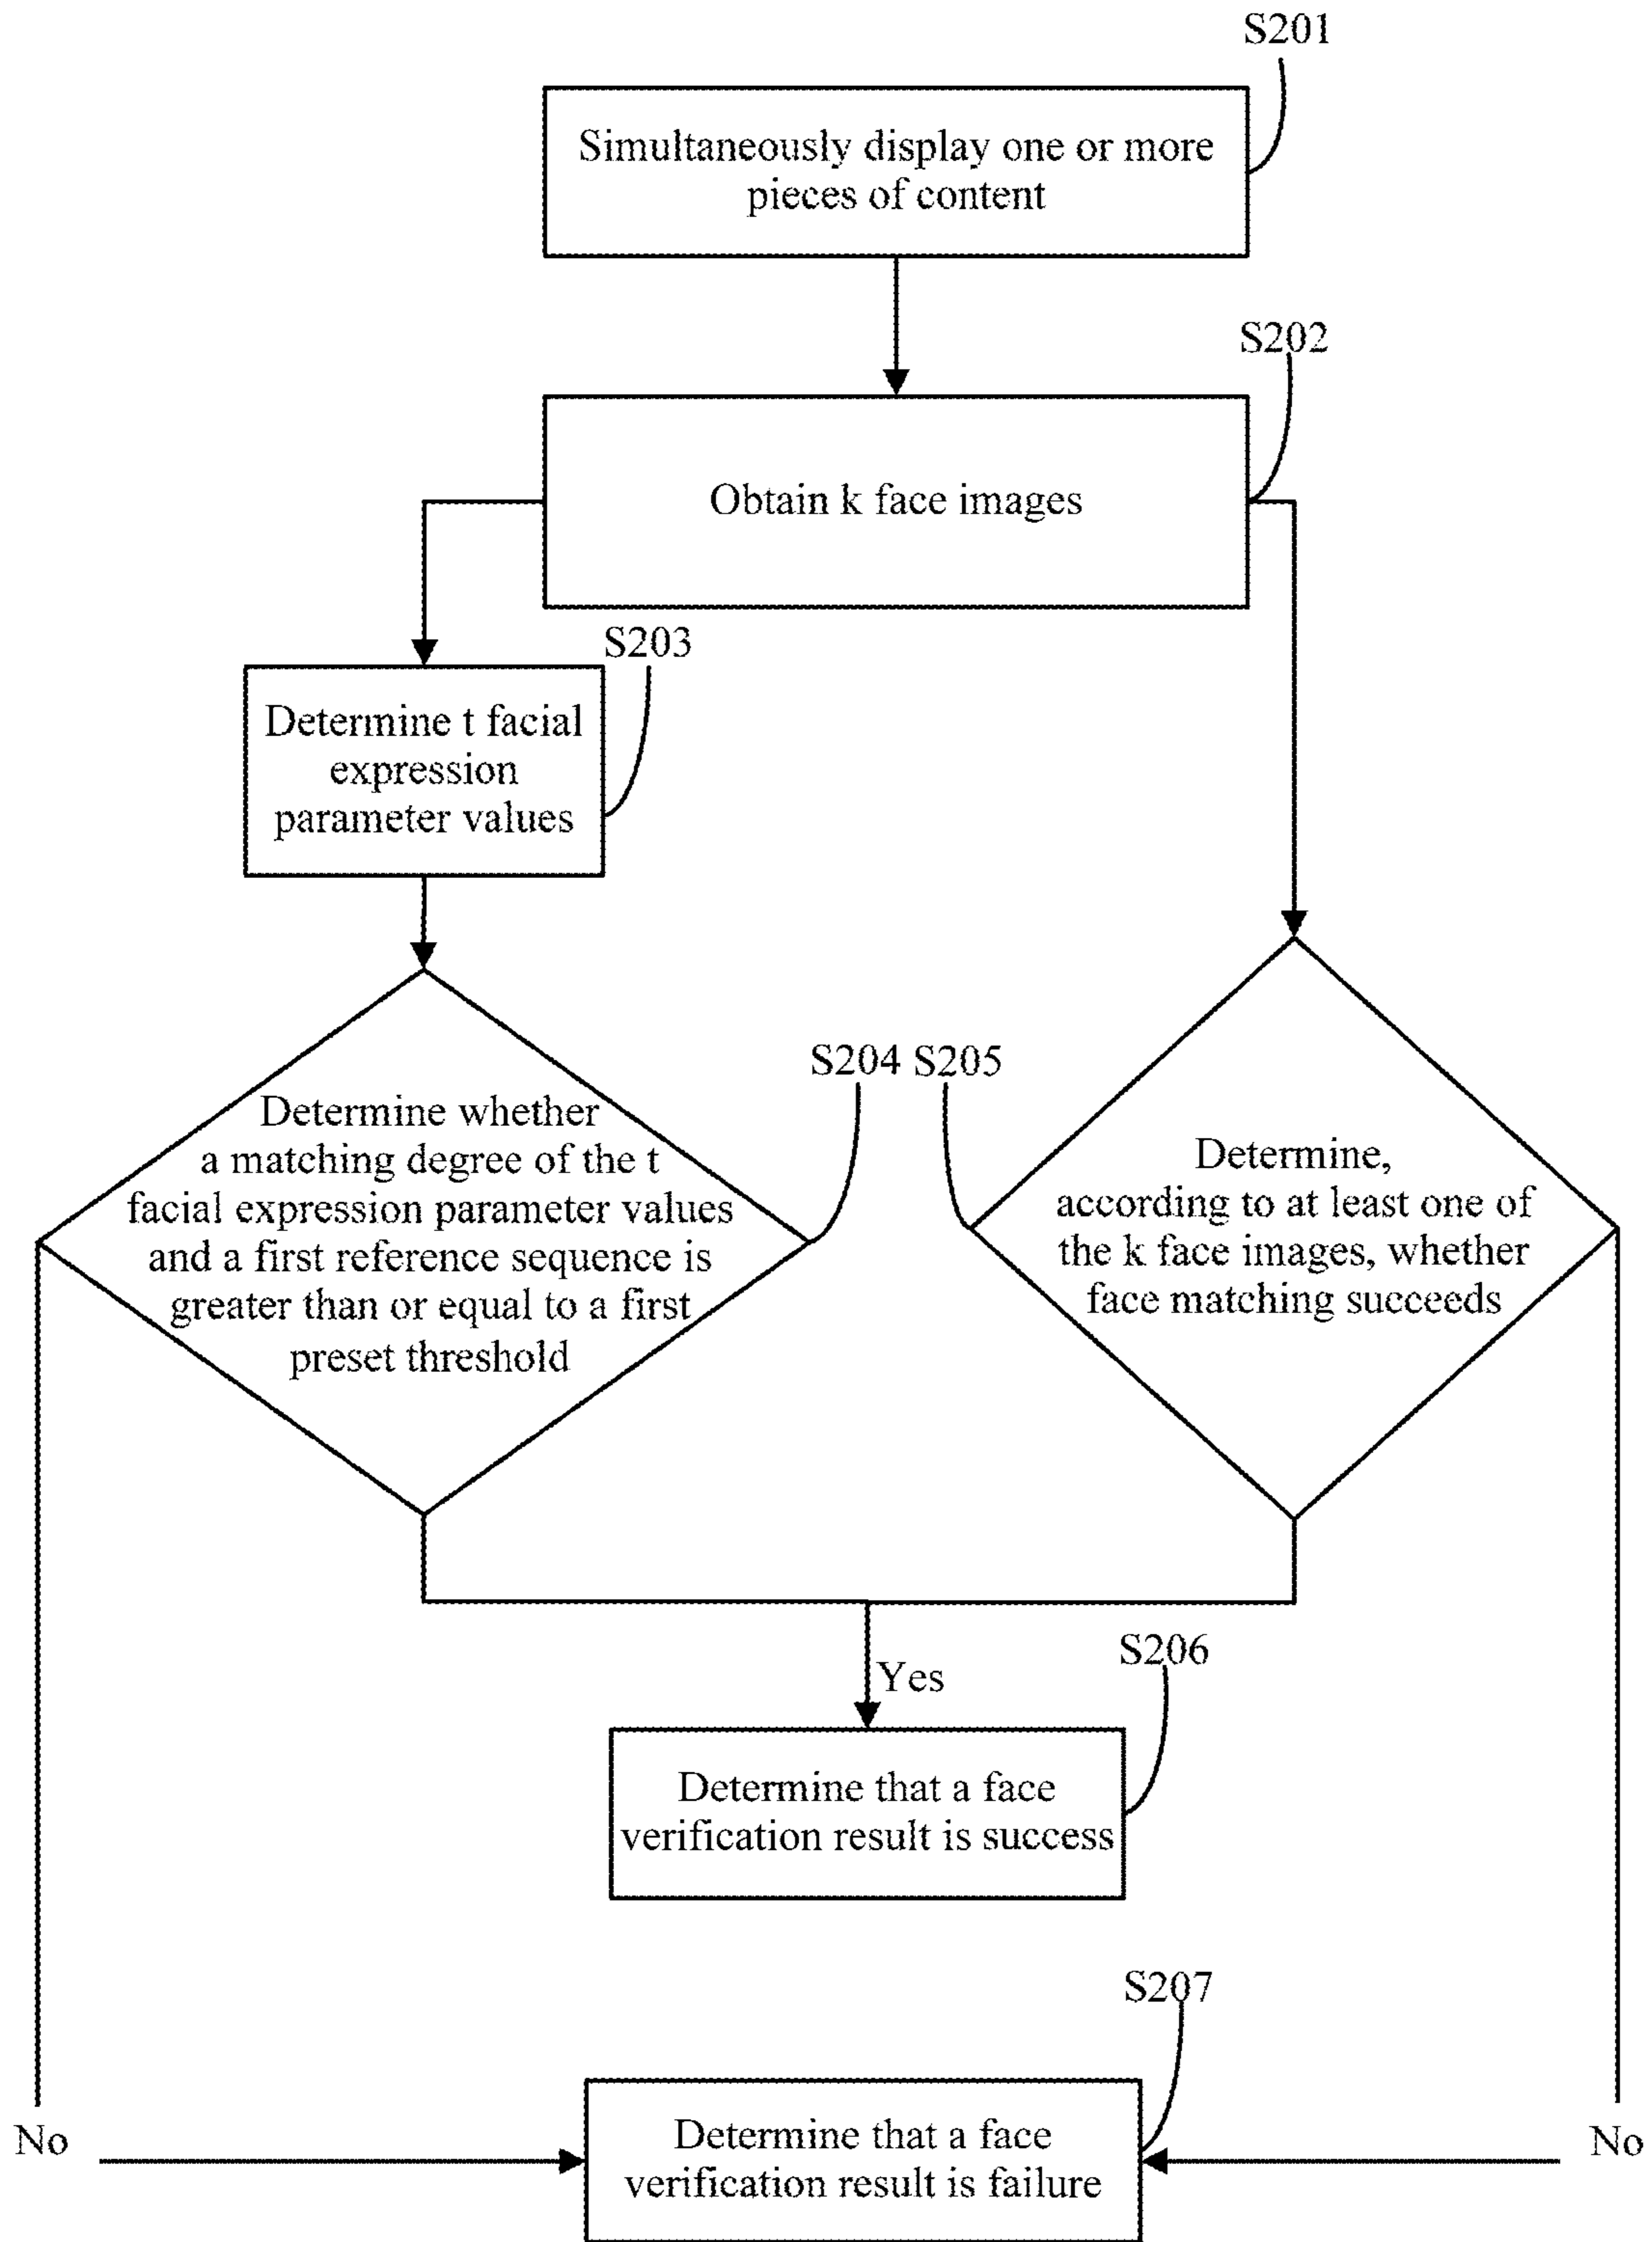 S201
Simultaneously display one or more
pieces of content
S202
Obtain k face images
S203
Determine t facial
expression
parameter values
S204
Determine whether
a matching degree of the t
facial expression parameter values
and a first reference sequence is
greater than or equal to a first
preset threshold
S205
Determine,
according to at least one of
the k face images, whether
face matching succeeds
Yes
S206
Determine that a face
verification result is success
S207
No
Determine that a face
verification result is failure
No